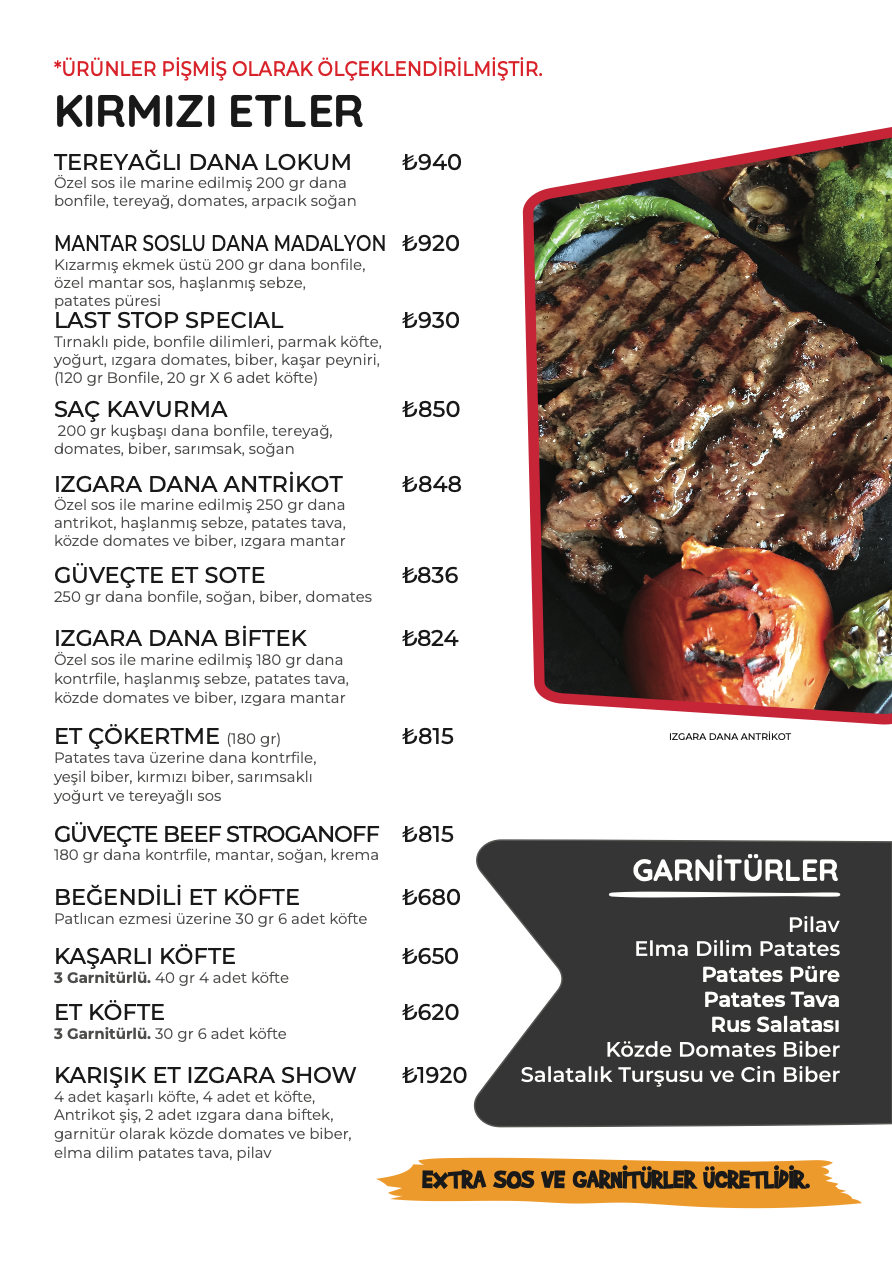 *ÜRÜNLER PİŞMİŞ OLARAK ÖLÇEKLENDİRİLMİŞTİR.
KIRMIZI ETLER
TEREYAĞLI DANA LOKUM ₺940
Özel sos ile marine edilmiş 200 gr dana
bonfile, tereyağ, domates, arpacık soğan
MANTAR SOSLU DANA MADALYON ₺920
Kızarmış ekmek üstü 200 gr dana bonfile,
özel mantar sos, haşlanmış sebze,
patates püresi
LAST STOP SPECIAL ₺930
Tırnaklı pide, bonfile dilimleri, parmak köfte,
yoğurt, ızgara domates, biber, kaşar peyniri,
(120 gr Bonfile, 20 gr X 6 adet köfte)
SAÇ KAVURMA ₺850
200 gr kuşbaşı dana bonfile, tereyağ,
domates, biber, sarımsak, soğan
IZGARA DANA ANTRİKOT ₺848
Özel sos ile marine edilmiş 250 gr dana
antrikot, haşlanmış sebze, patates tava,
közde domates ve biber, ızgara mantar
GÜVEÇTE ET SOTE ₺836
250 gr dana bonfile, soğan, biber, domates
IZGARA DANA BİFTEK ₺824
Özel sos ile marine edilmiş 180 gr dana
kontrfile, haşlanmış sebze, patates tava,
közde domates ve biber, ızgara mantar
ET ÇÖKERTME (180 gr) ₺815
Patates tava üzerine dana kontrfile,
yeşil biber, kırmızı biber, sarımsaklı
yoğurt ve tereyağlı sos
GÜVEÇTE BEEF STROGANOFF ₺815
180 gr dana kontrfile, mantar, soğan, krema
BEĞENDİLİ ET KÖFTE ₺680
Patlıcan ezmesi üzerine 30 gr 6 adet köfte
KAŞARLI KÖFTE ₺650
3 Garnitürlü. 40 gr 4 adet köfte
ET KÖFTE ₺620
3 Garnitürlü. 30 gr 6 adet köfte
KARIŞIK ET IZGARA SHOW ₺1920
4 adet kaşarlı köfte, 4 adet et köfte,
Antrikot şiş, 2 adet ızgara dana biftek,
garnitür olarak közde domates ve biber,
elma dilim patates tava, pilav
IZGARA DANA ANTRİKOT
GARNİTÜRLER
Pilav
Elma Dilim Patates
Patates Püre
Patates Tava
Rus Salatası
Közde Domates Biber
Salatalık Turşusu ve Cin Biber
EXTRA SOS VE GARNİTÜRLER ÜCRETLİDİR.